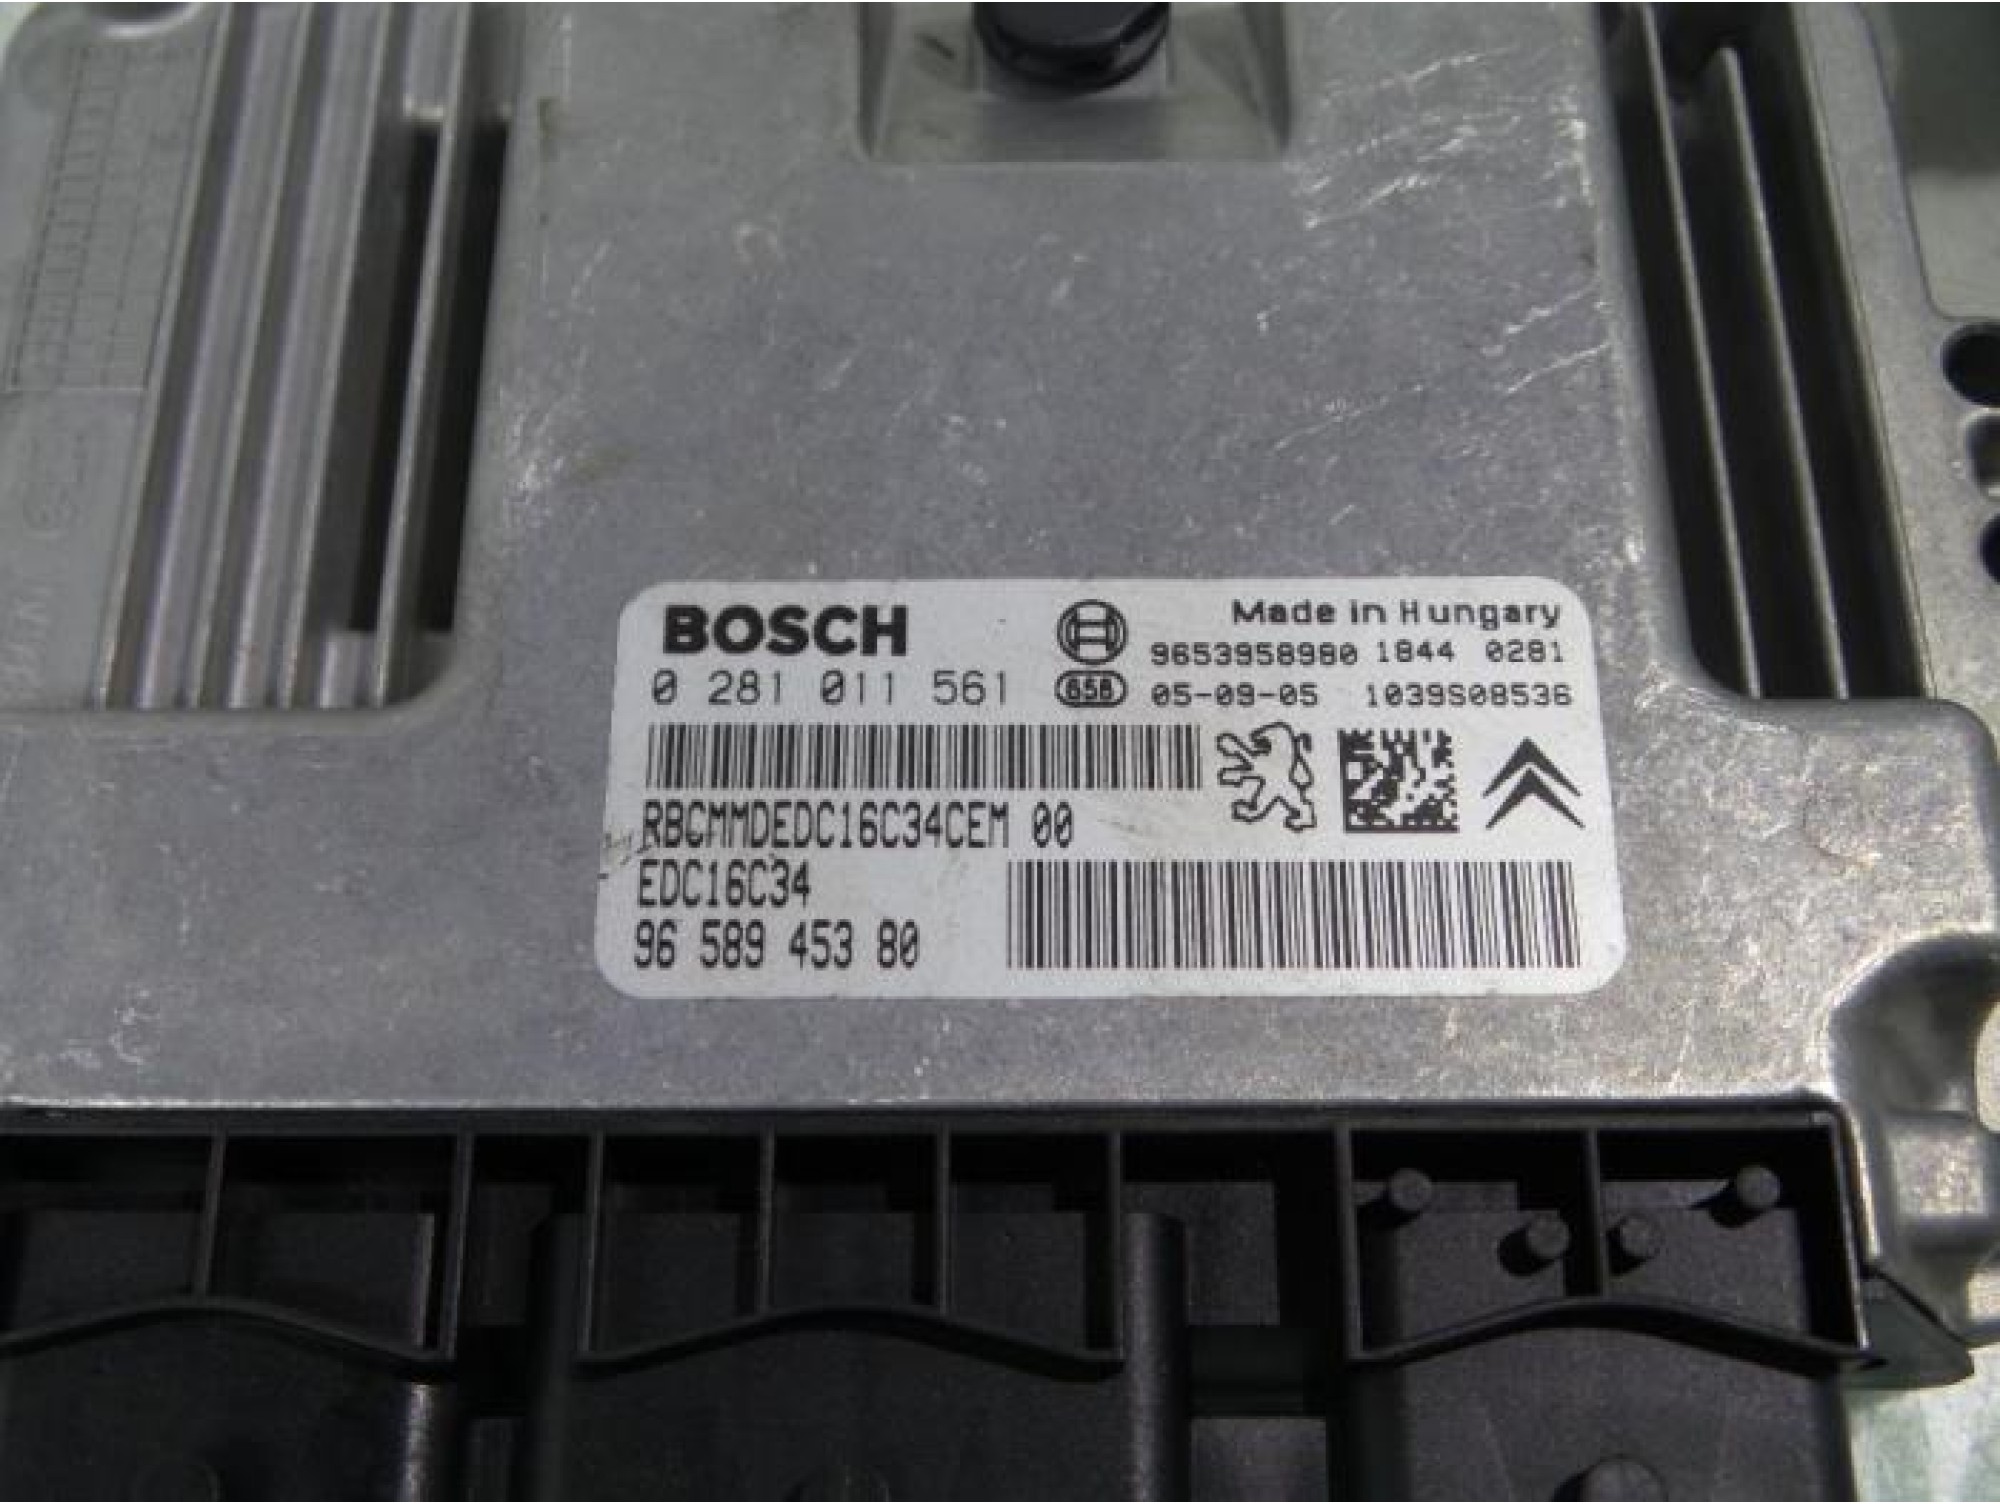 BOSCH
Made in Hungary
9653958980 1844 0281
0 281 011 561
658 05-09-05 1039S08536
RBCMMDEDC16C34CEM 00
EDC16C34
96 589 453 80